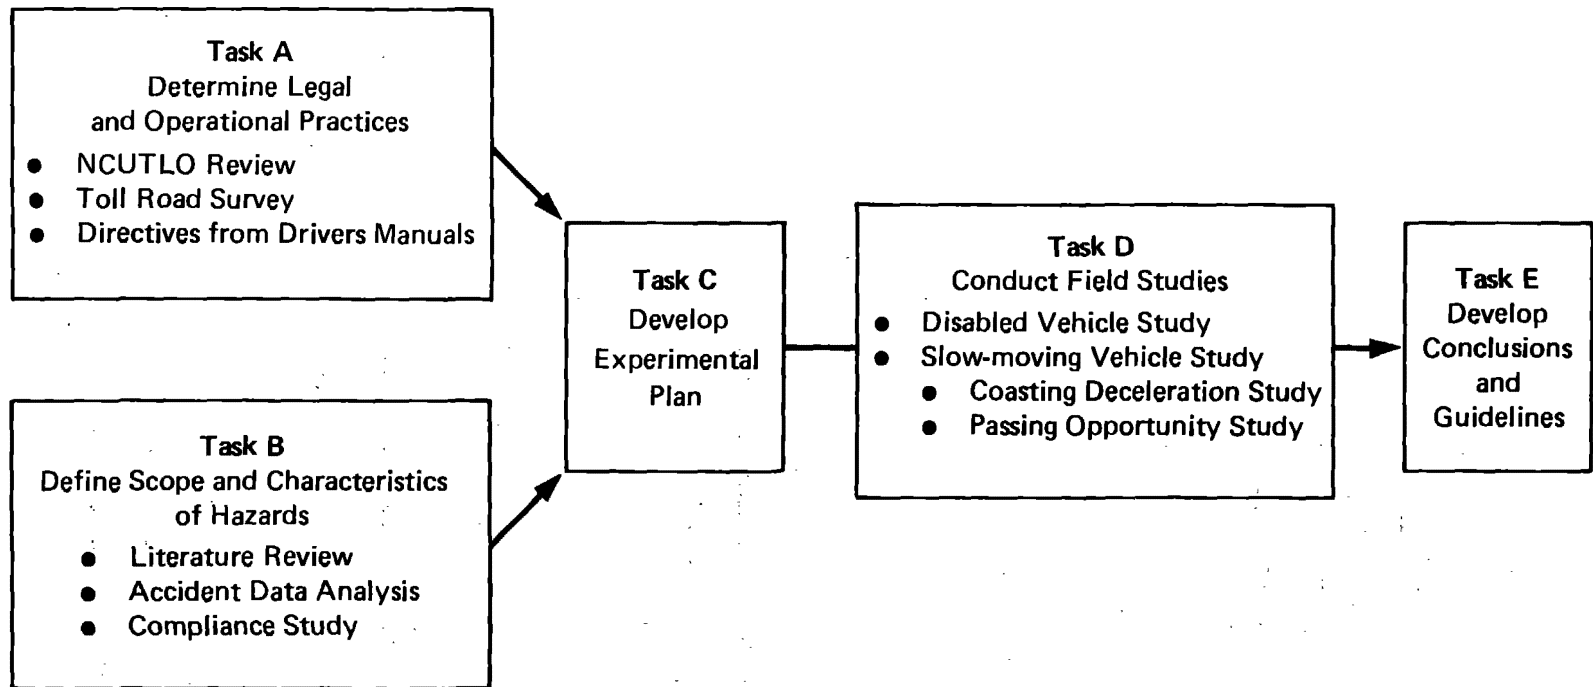 Task A
Determine Legal
and Operational Practices
● NCUTLO Review
● Toll Road Survey
● Directives from Drivers Manuals
Task B
Define Scope and Characteristics
of Hazards
● Literature Review
● Accident Data Analysis
● Compliance Study
Task C
Develop
Experimental
Plan
Task D
Conduct Field Studies
● Disabled Vehicle Study
● Slow-moving Vehicle Study
● Coasting Deceleration Study
● Passing Opportunity Study
Task E
Develop
Conclusions
and
Guidelines